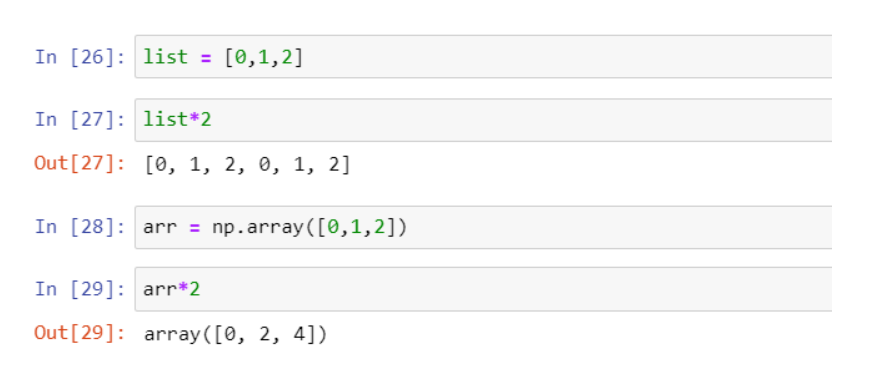 In [26]: list = [0,1,2]
In [27]: list*2
Out[27]: [0, 1, 2, 0, 1, 2]
In [28]: arr = np.array([0,1,2])
In [29]: arr*2
Out[29]: array([0, 2, 4])